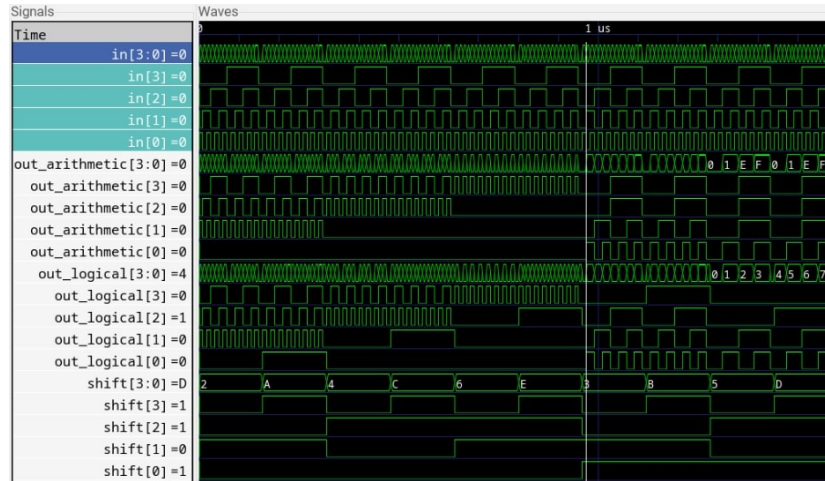 Signals
Waves
Time
1 us
in[3:0]=0
in[3]=0
in[2]=0
in[1]=0
in[0]=0
out_arithmetic[3:0]=0
0 1 E F 0 1 E F
out_arithmetic[3]=0
out_arithmetic[2]=0
out_arithmetic[1]=0
out_arithmetic[0]=0
out_logical[3:0]=4
0 1 2 3 4 5 6 7
out_logical[3]=0
out_logical[2]=1
out_logical[1]=0
out_logical[0]=0
shift[3:0]=D
2 A 4 C 6 E 3 B 5 D
shift[3]=1
shift[2]=1
shift[1]=0
shift[0]=1